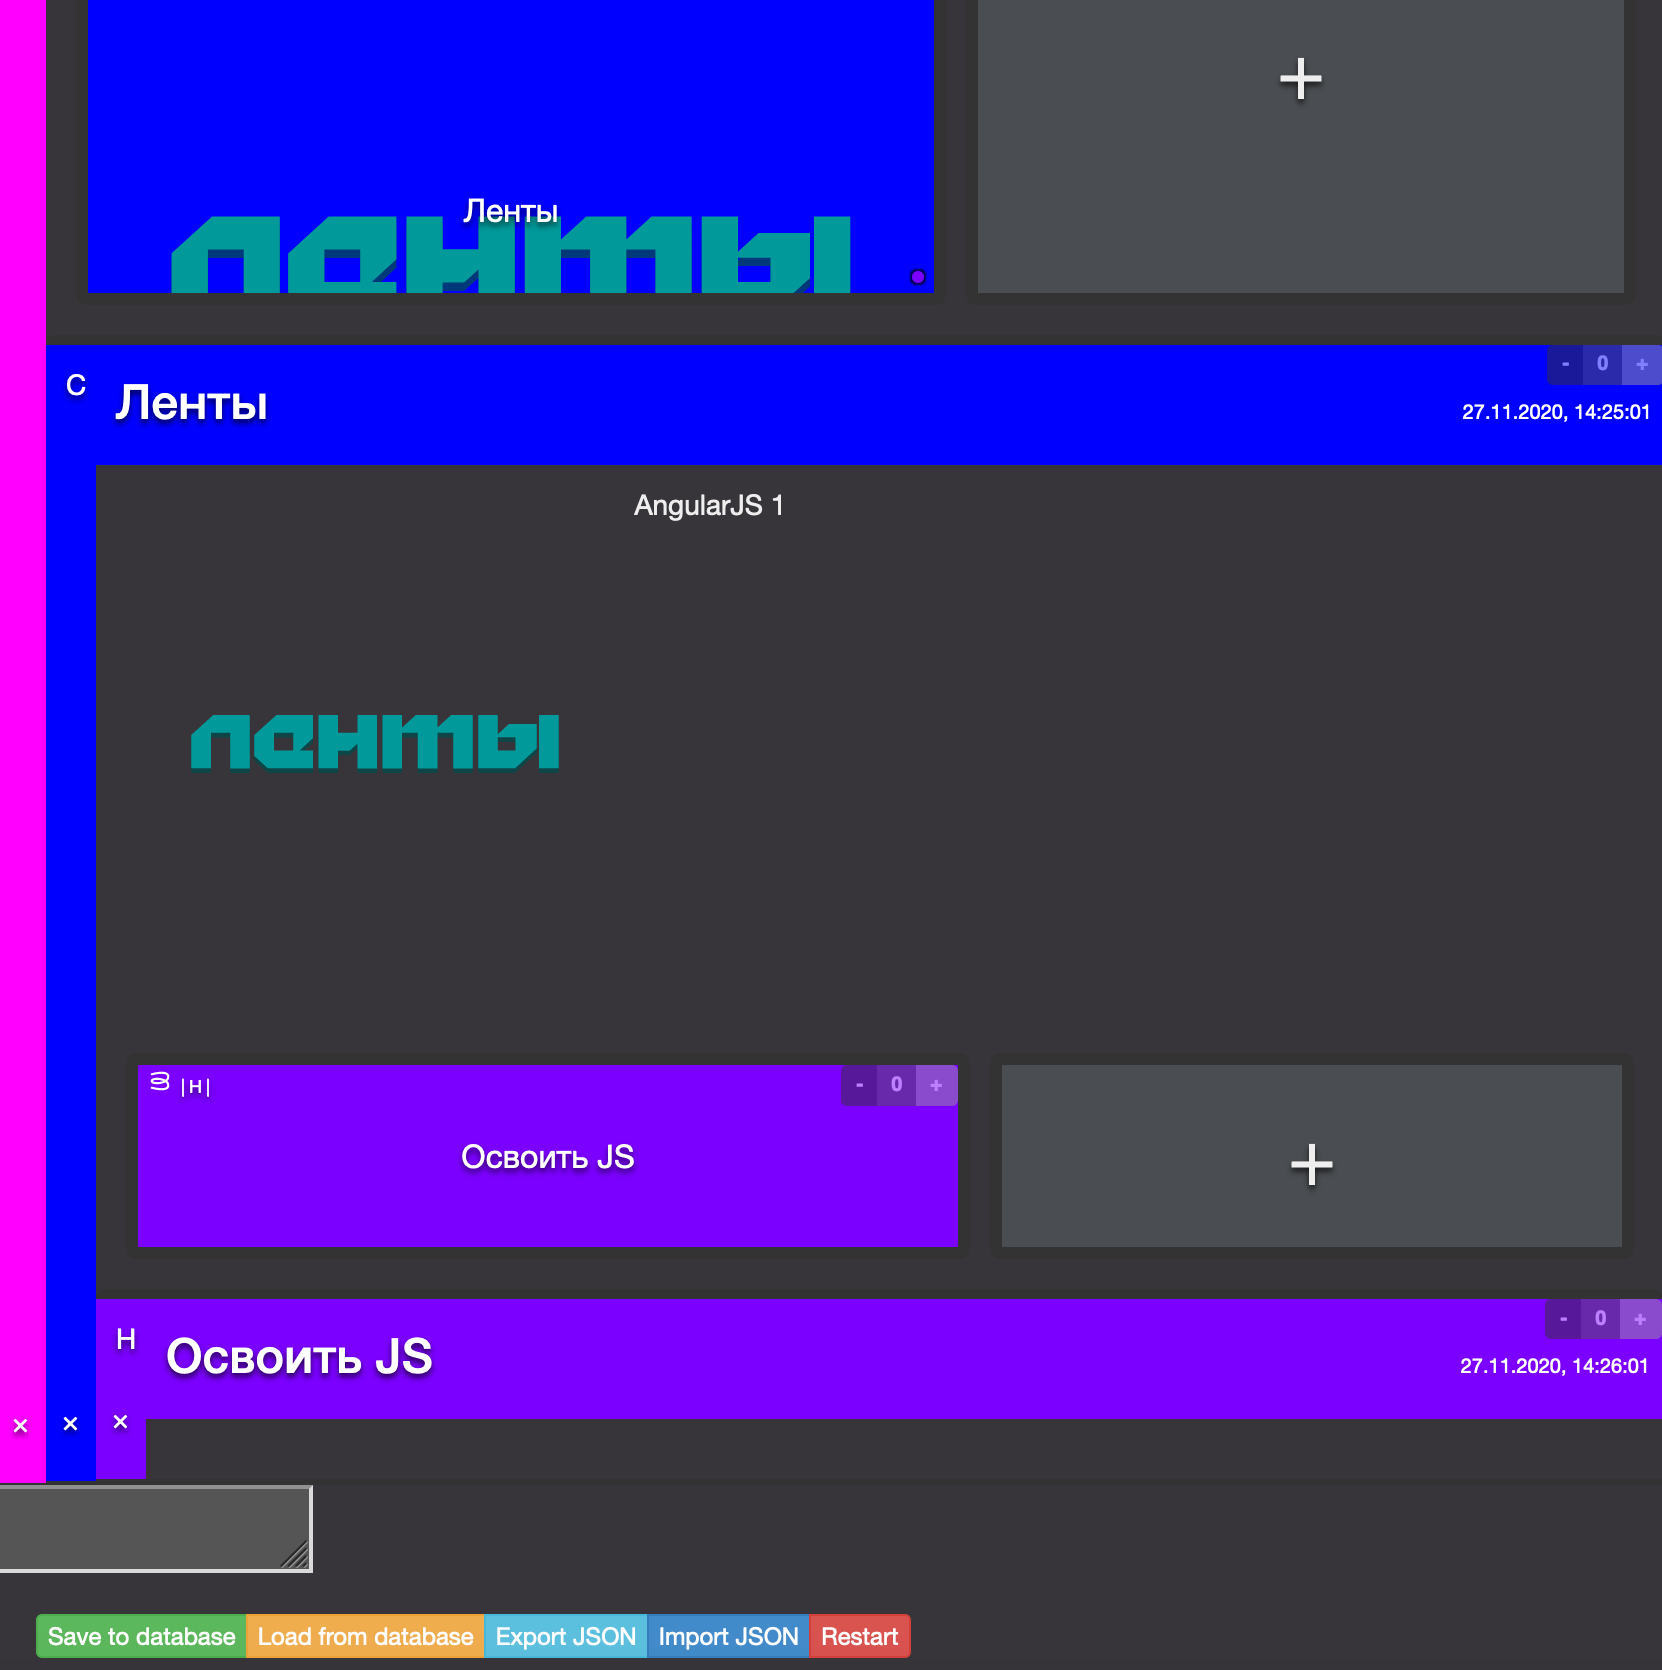 +
Ленты
ленты
- 0 +
С Ленты
27.11.2020, 14:25:01
AngularJS 1
ленты
|H|
- 0 +
Освоить JS
+
- 0 +
H Освоить JS
27.11.2020, 14:26:01
× × ×
Save to database Load from database Export JSON Import JSON Restart